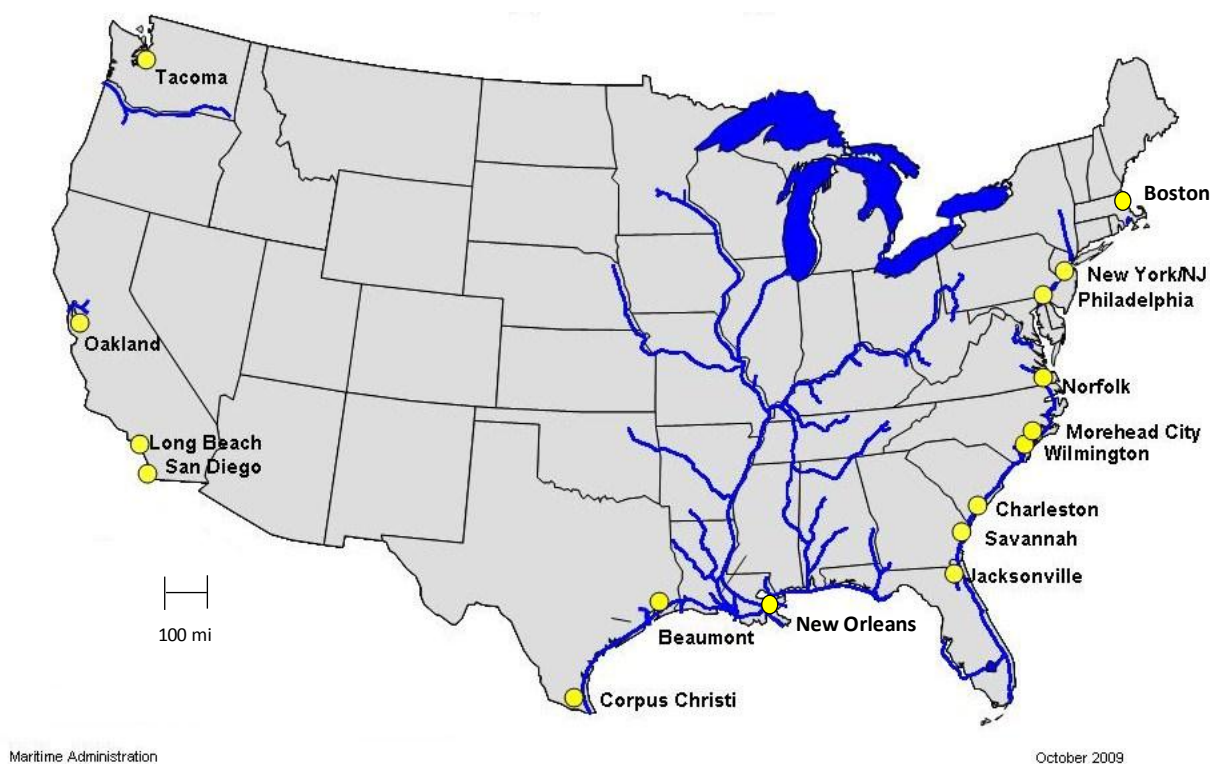 Tacoma
Boston
New York/NJ
Philadelphia
Oakland
Norfolk
Morehead City
Long Beach
Wilmington
San Diego
Charleston
Savannah
Jacksonville
100 mi
New Orleans
Beaumont
Corpus Christi
Maritime Administration
October 2009